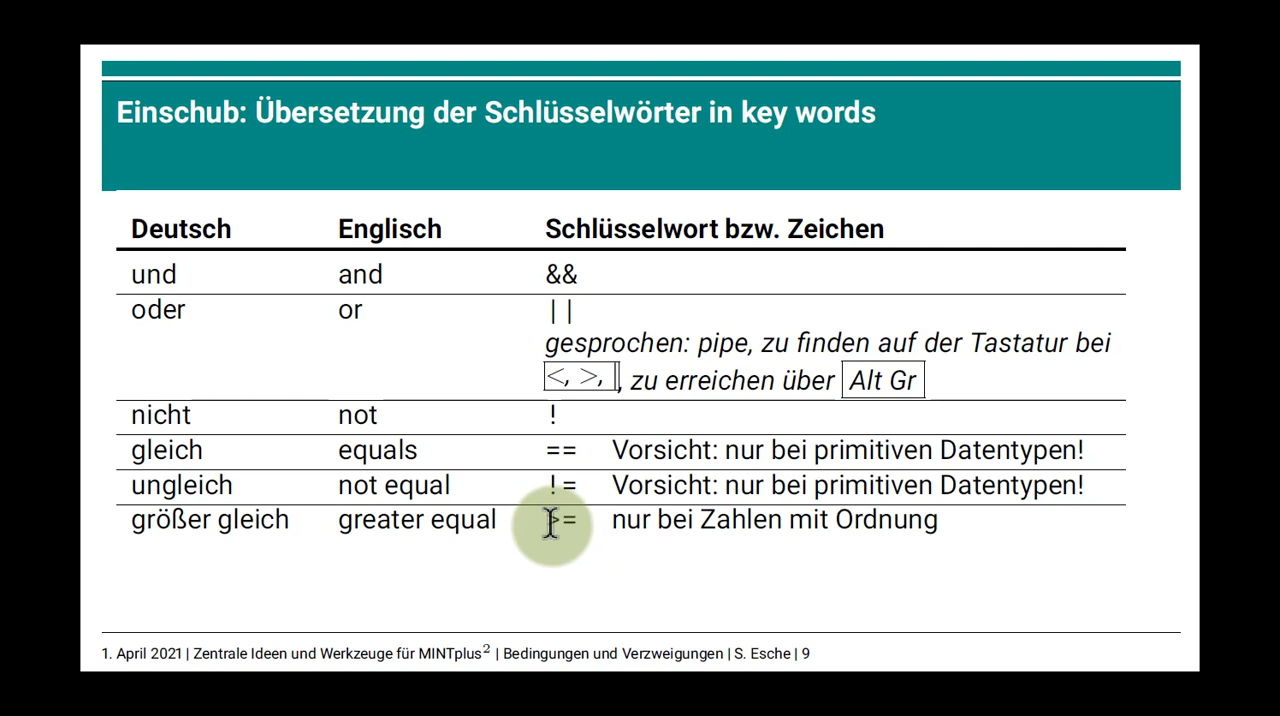 Einschub: Übersetzung der Schlüsselwörter in key words
Deutsch Englisch Schlüsselwort bzw. Zeichen
und and &&
oder or ||
gesprochen: pipe, zu finden auf der Tastatur bei
<, >, |, zu erreichen über Alt Gr
nicht not !
gleich equals == Vorsicht: nur bei primitiven Datentypen!
ungleich not equal != Vorsicht: nur bei primitiven Datentypen!
größer gleich greater equal >= nur bei Zahlen mit Ordnung
1. April 2021 | Zentrale Ideen und Werkzeuge für MINTplus² | Bedingungen und Verzweigungen | S. Esche | 9